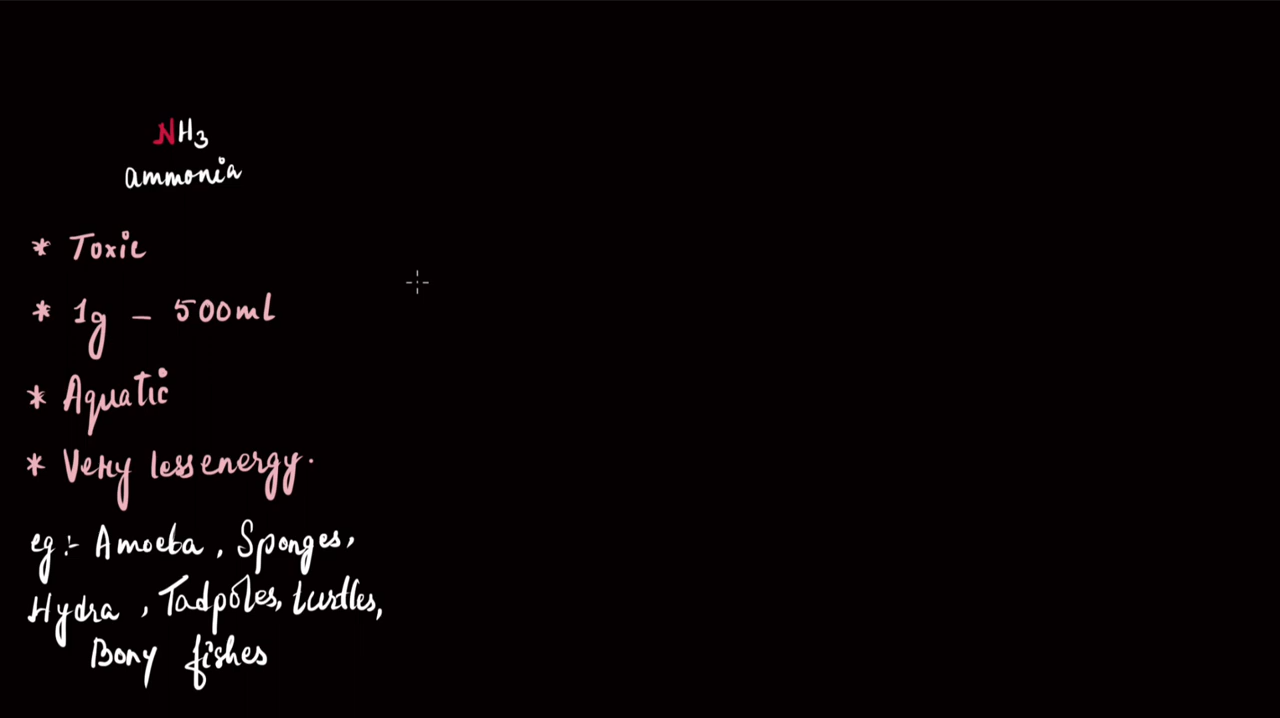 NH3
ammonia
* Toxic
* 1g - 500ml
* Aquatic
* Very less energy.
eg:- Amoeba, Sponges,
Hydra, Tadpoles, turtles,
Bony fishes